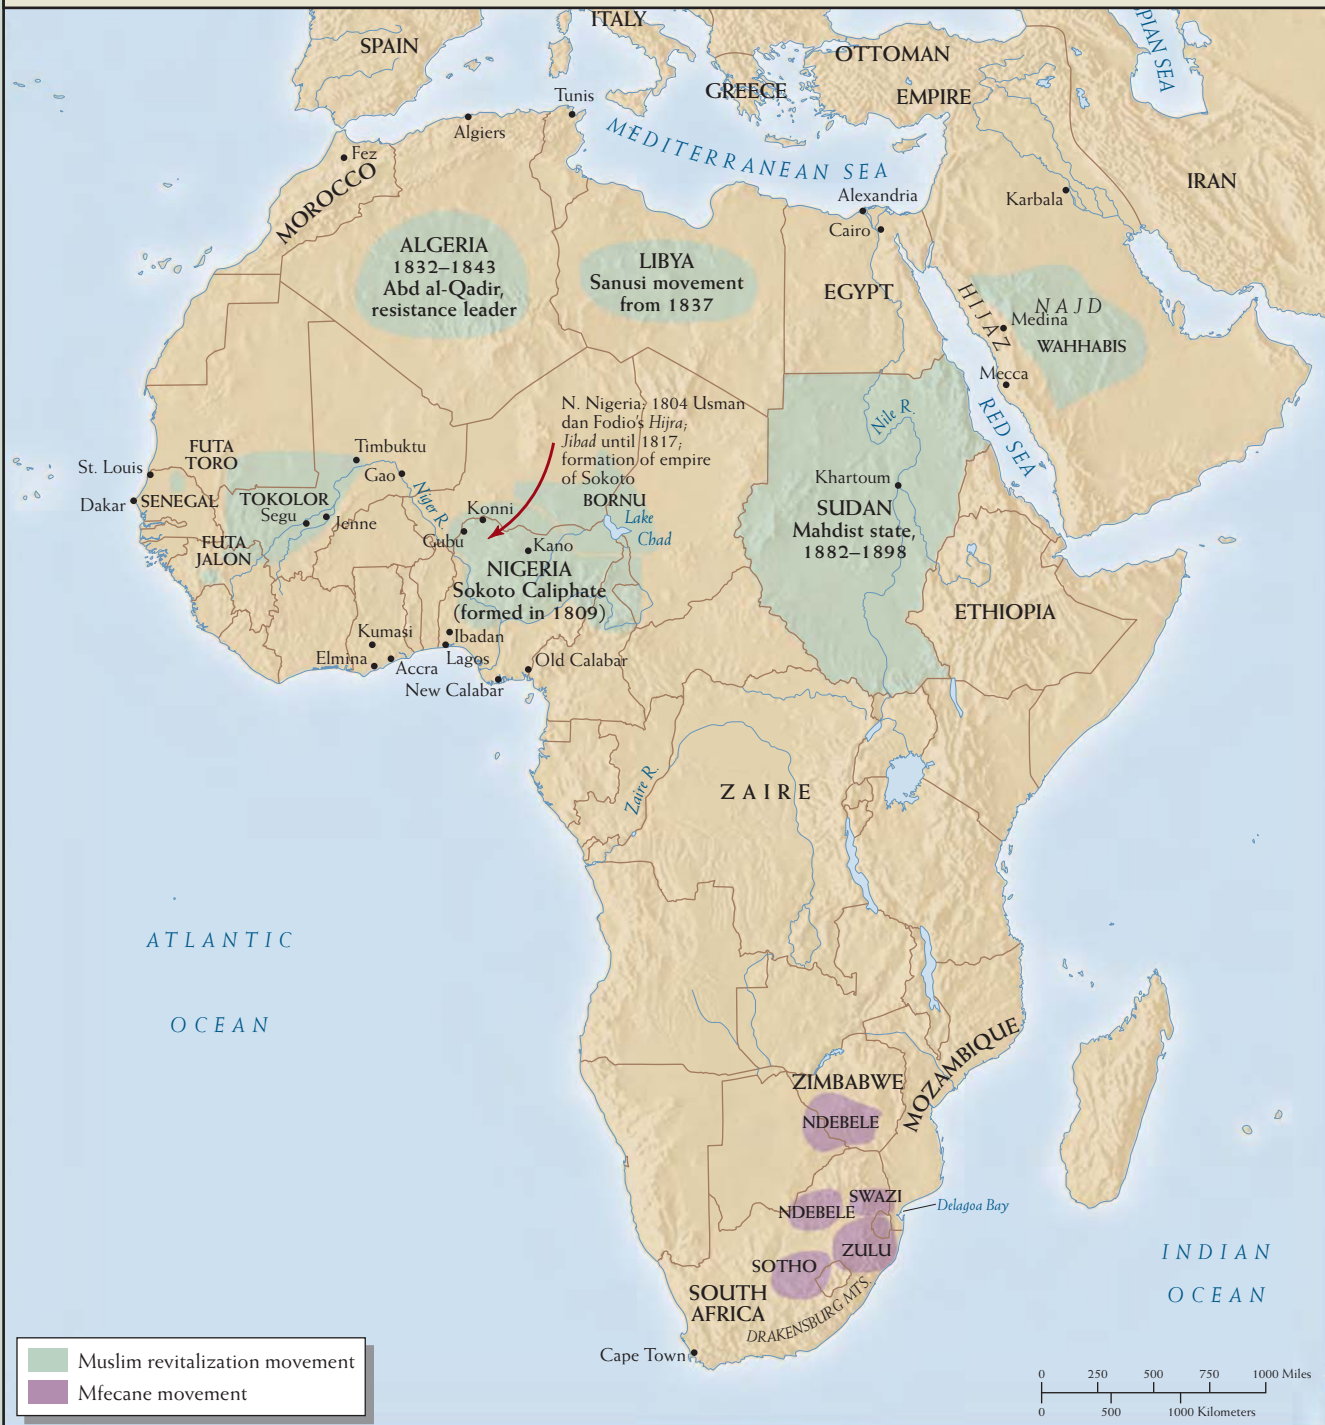 ITALY
SPAIN
OTTOMAN
EMPIRE
GREECE
PIAN SEA
Tunis
Algiers
MEDITERRANEAN SEA
Fez
MOROCCO
IRAN
Karbala
Alexandria
Cairo
ALGERIA
1832–1843
Abd al-Qadir,
resistance leader
LIBYA
Sanusi movement
from 1837
EGYPT
HIJAZ
NAJD
Medina
WAHHABIS
Mecca
RED SEA
Nile R.
N. Nigeria; 1804 Usman
dan Fodio's Hijra;
Jihad until 1817;
formation of empire
of Sokoto
FUTA
TORO
Timbuktu
St. Louis
Gao
Dakar
SENEGAL
TOKOLOR
Segu
Jenne
Niger R.
FUTA
JALON
Konni
Gubu
BORNU
Lake
Chad
Kano
NIGERIA
Sokoto Caliphate
(formed in 1809)
Khartoum
SUDAN
Mahdist state,
1882–1898
ETHIOPIA
Kumasi
Ibadan
Elmina
Accra
Lagos
Old Calabar
New Calabar
Zaire R.
ZAIRE
ATLANTIC
OCEAN
MOZAMBIQUE
ZIMBABWE
NDEBELE
SWAZI
NDEBELE
Delagoa Bay
ZULU
SOTHO
SOUTH
AFRICA
DRAKENSBURG MTS.
Cape Town
INDIAN
OCEAN
Muslim revitalization movement
Mfecane movement
0 250 500 750 1000 Miles
0 500 1000 Kilometers